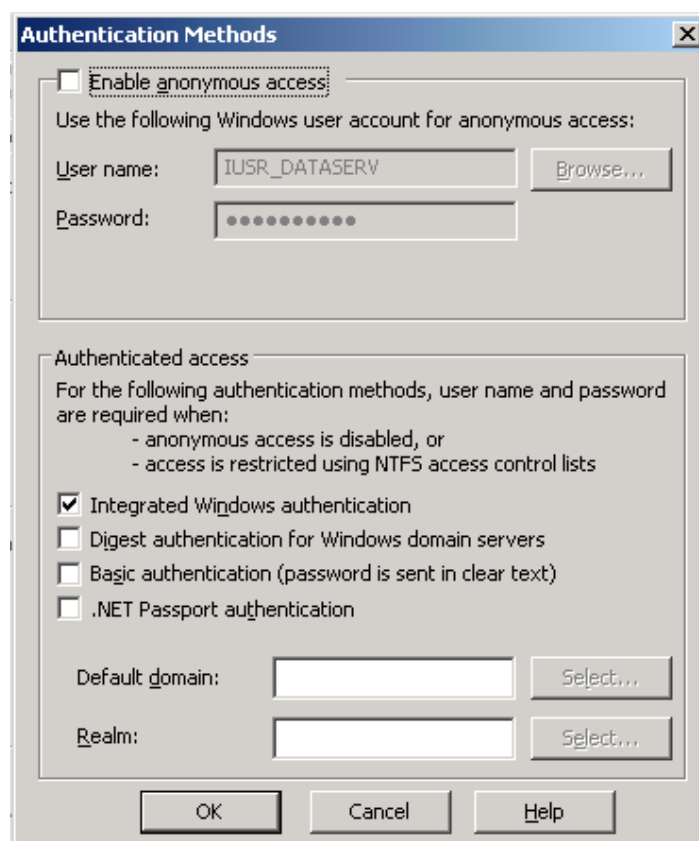 Authentication Methods
Enable anonymous access
Use the following Windows user account for anonymous access:
User name: IUSR_DATASERV Browse...
Password: ●●●●●●●●●●
Authenticated access
For the following authentication methods, user name and password
are required when:
- anonymous access is disabled, or
- access is restricted using NTFS access control lists
Integrated Windows authentication
Digest authentication for Windows domain servers
Basic authentication (password is sent in clear text)
.NET Passport authentication
Default domain: Select...
Realm: Select...
OK Cancel Help